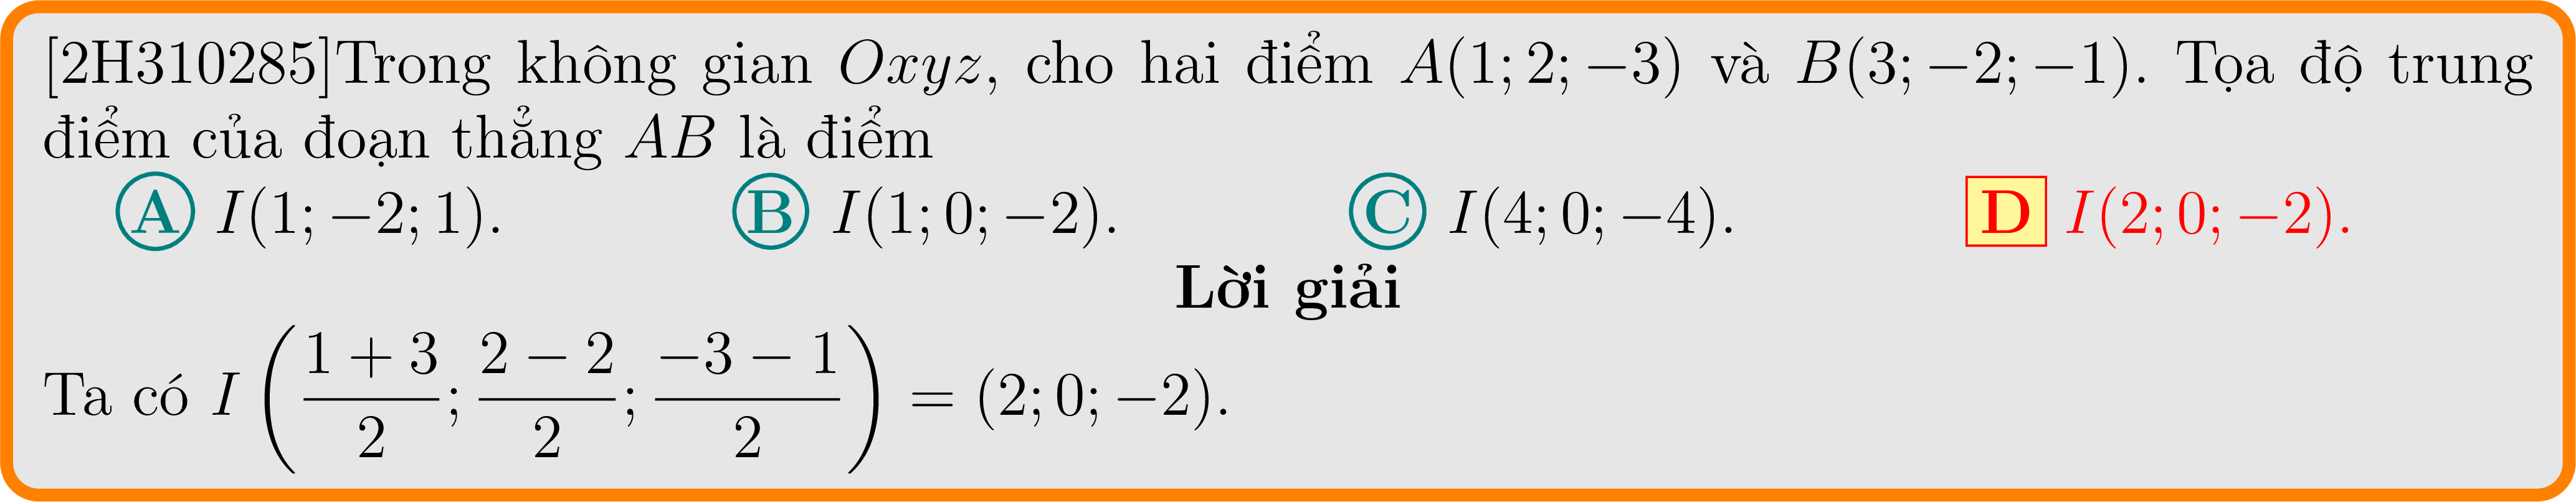 [2H310285]Trong không gian Oxyz, cho hai điểm A(1; 2; −3) và B(3; −2; −1). Tọa độ trung
điểm của đoạn thẳng AB là điểm
A I(1; −2; 1). B I(1; 0; −2). C I(4; 0; −4). D I(2; 0; −2).
Lời giải
Ta có I \left( \frac{1 + 3}{2}; \frac{2 − 2}{2}; \frac{−3 − 1}{2} \right) = (2; 0; −2).